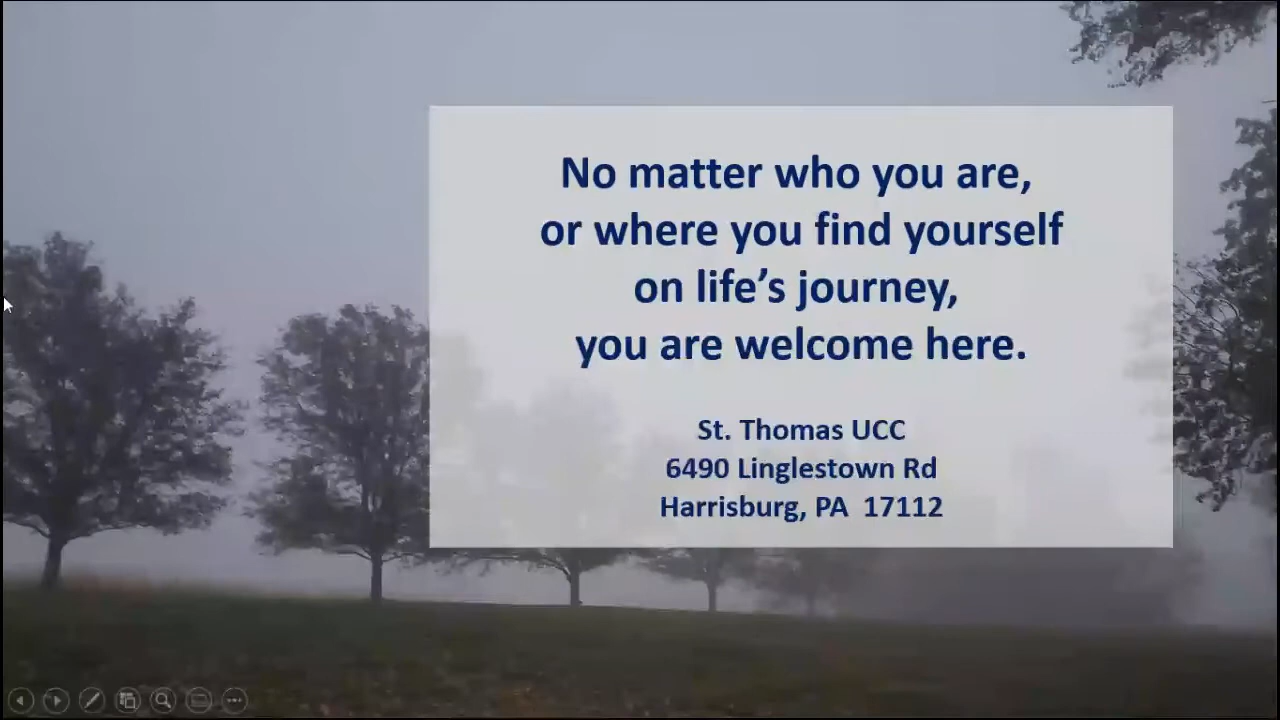 No matter who you are,
or where you find yourself
on life’s journey,
you are welcome here.
St. Thomas UCC
6490 Linglestown Rd
Harrisburg, PA  17112